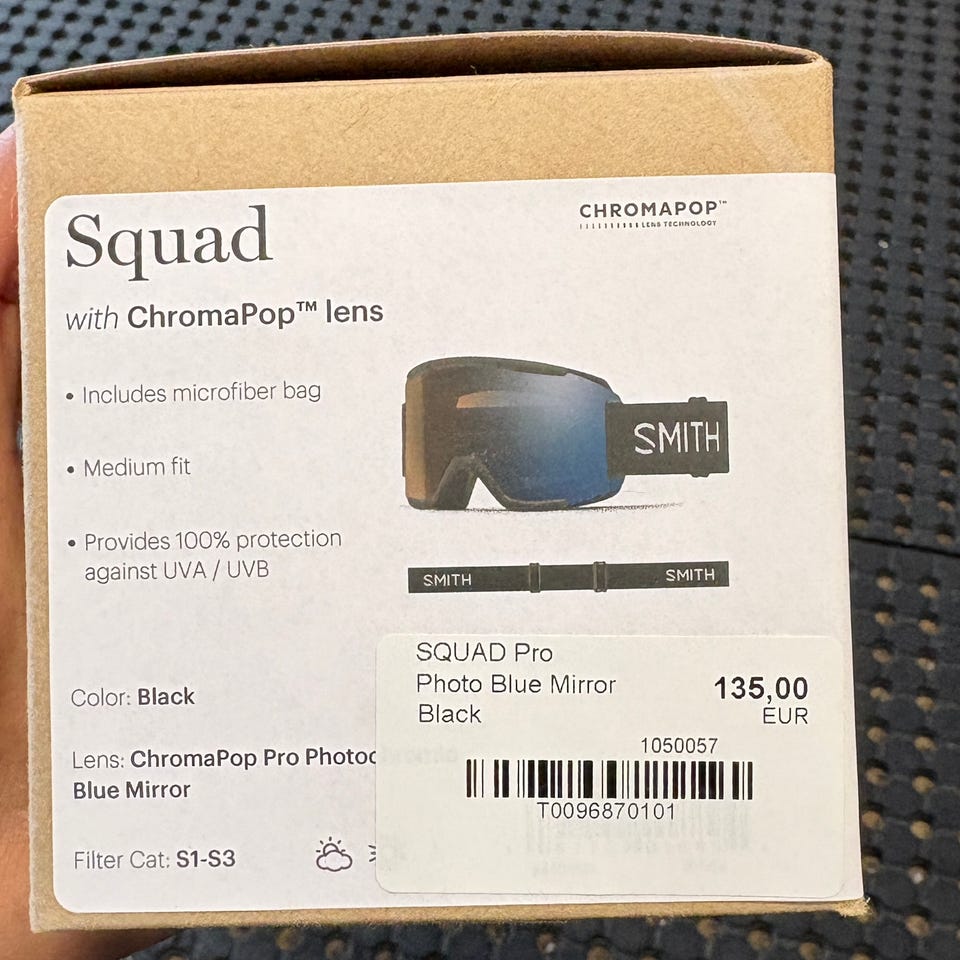 Squad
CHROMAPOP™
LENS TECHNOLOGY
with ChromaPop™ lens
• Includes microfiber bag
• Medium fit
• Provides 100% protection
against UVA / UVB
SMITH
SMITH SMITH
Color: Black
Lens: ChromaPop Pro Photoc
Blue Mirror
Filter Cat: S1-S3
SQUAD Pro
Photo Blue Mirror
Black
135,00
EUR
1050057
T0096870101